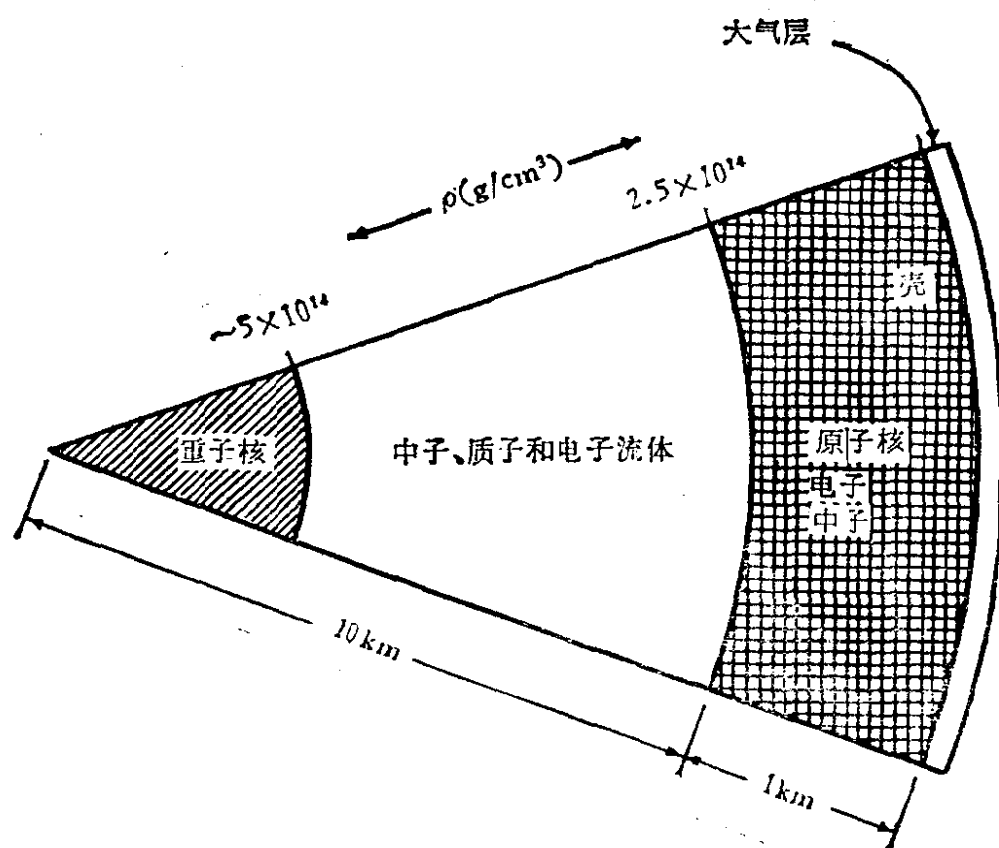 大气层
ρ(g/cm³)
2.5×10¹⁴
~5×10¹⁴
壳
重子核
中子、质子和电子流体
原子核
电子
中子
10km
1km